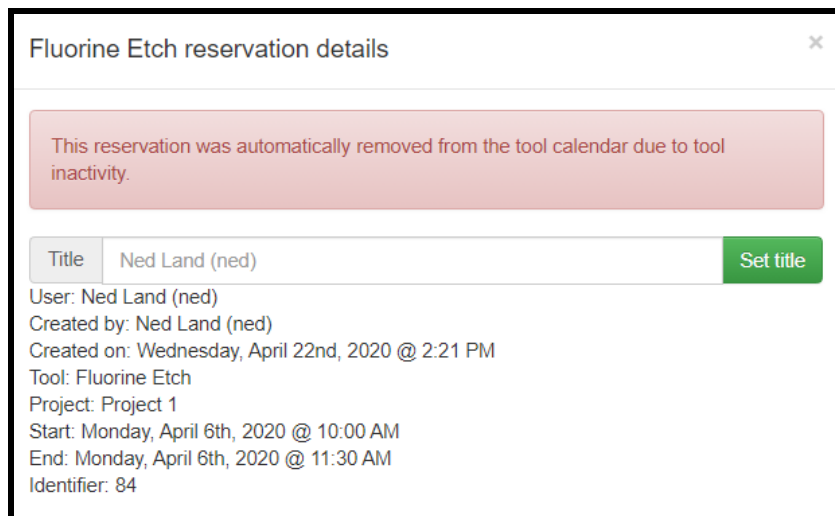 Fluorine Etch reservation details
×
This reservation was automatically removed from the tool calendar due to tool
inactivity.
Title Ned Land (ned) Set title
User: Ned Land (ned)
Created by: Ned Land (ned)
Created on: Wednesday, April 22nd, 2020 @ 2:21 PM
Tool: Fluorine Etch
Project: Project 1
Start: Monday, April 6th, 2020 @ 10:00 AM
End: Monday, April 6th, 2020 @ 11:30 AM
Identifier: 84